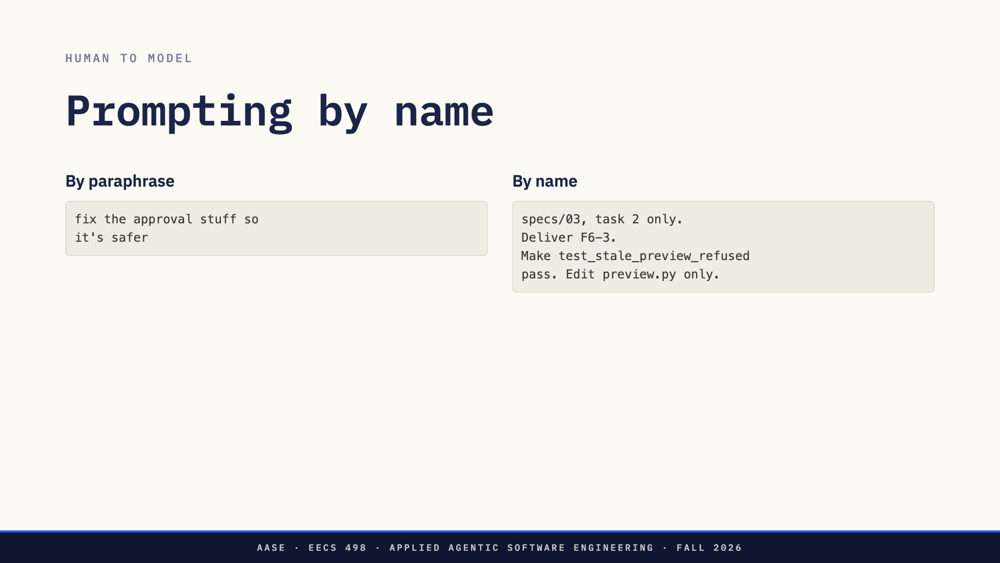 HUMAN TO MODEL
Prompting by name
By paraphrase
fix the approval stuff so
it's safer
By name
specs/03, task 2 only.
Deliver F6–3.
Make test_stale_preview_refused
pass. Edit preview.py only.
AASE · EECS 498 · APPLIED AGENTIC SOFTWARE ENGINEERING · FALL 2026